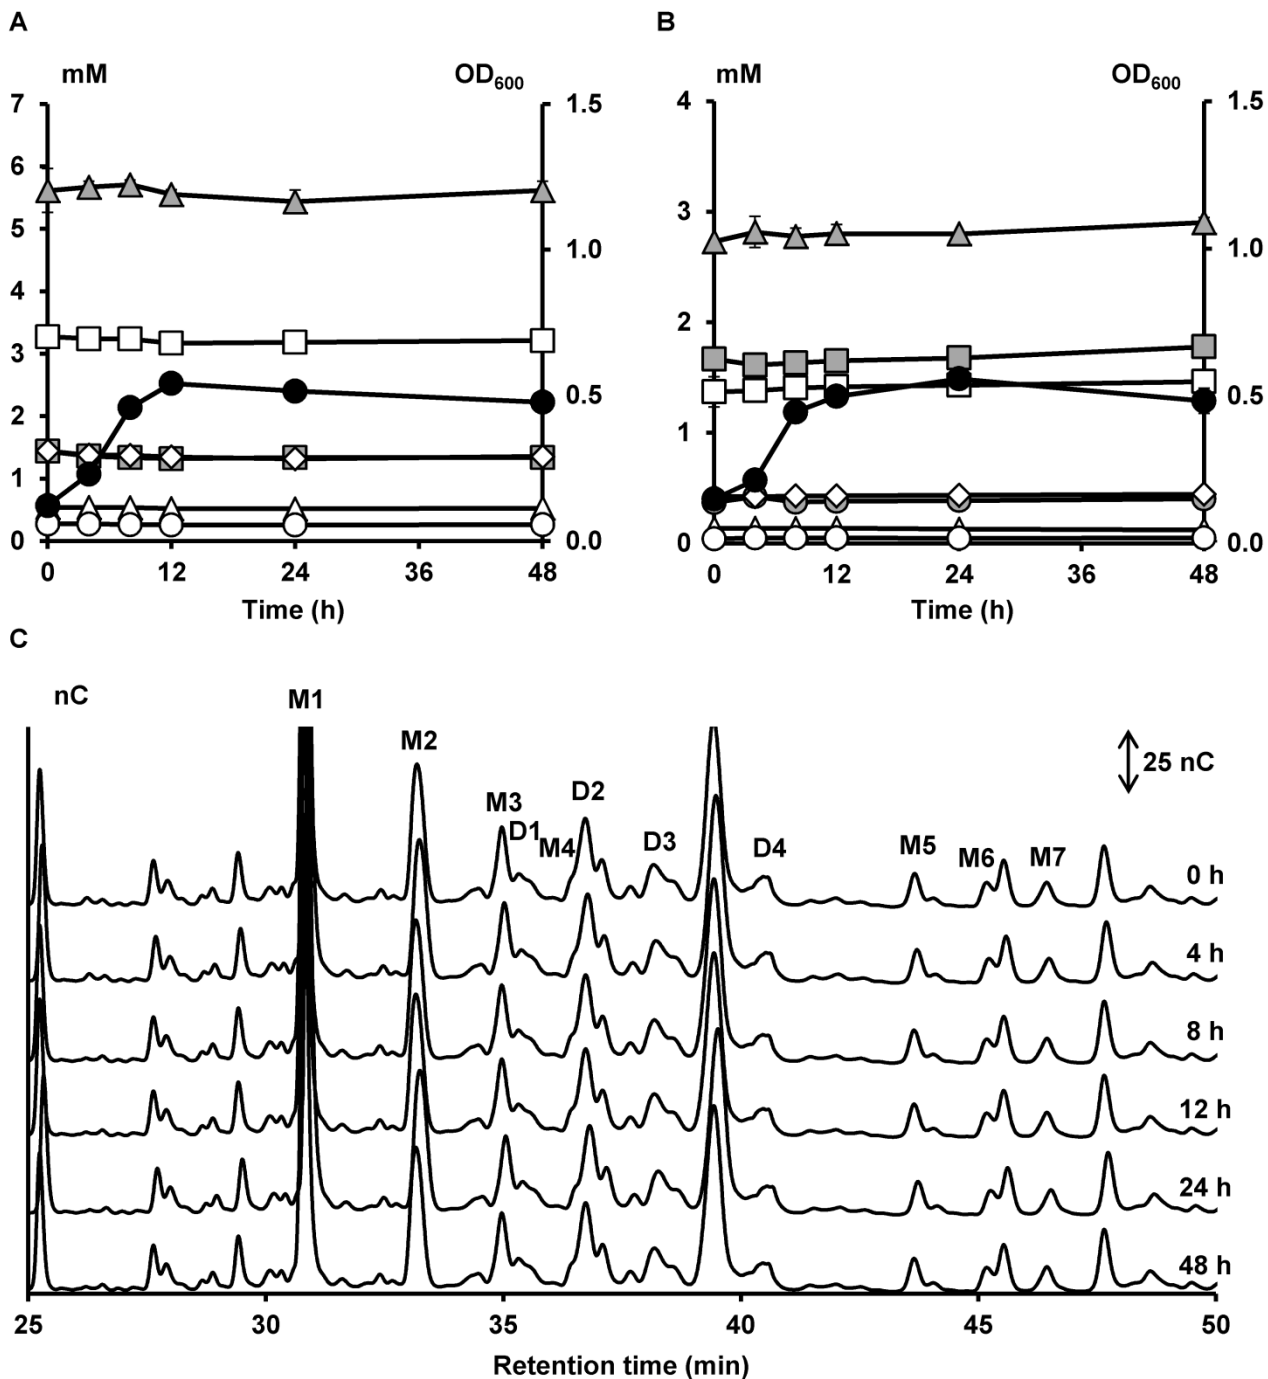 A
B
mM
OD600
mM
OD600
7
6
5
4
3
2
1
0
1.5
1.0
0.5
0.0
0
12
24
36
48
Time (h)
4
3
2
1
0
1.5
1.0
0.5
0.0
0
12
24
36
48
Time (h)
C
nC
M1
M2
M3
D1
M4
D2
D3
D4
M5
M6
M7
25 nC
0 h
4 h
8 h
12 h
24 h
48 h
25
30
35
40
45
50
Retention time (min)